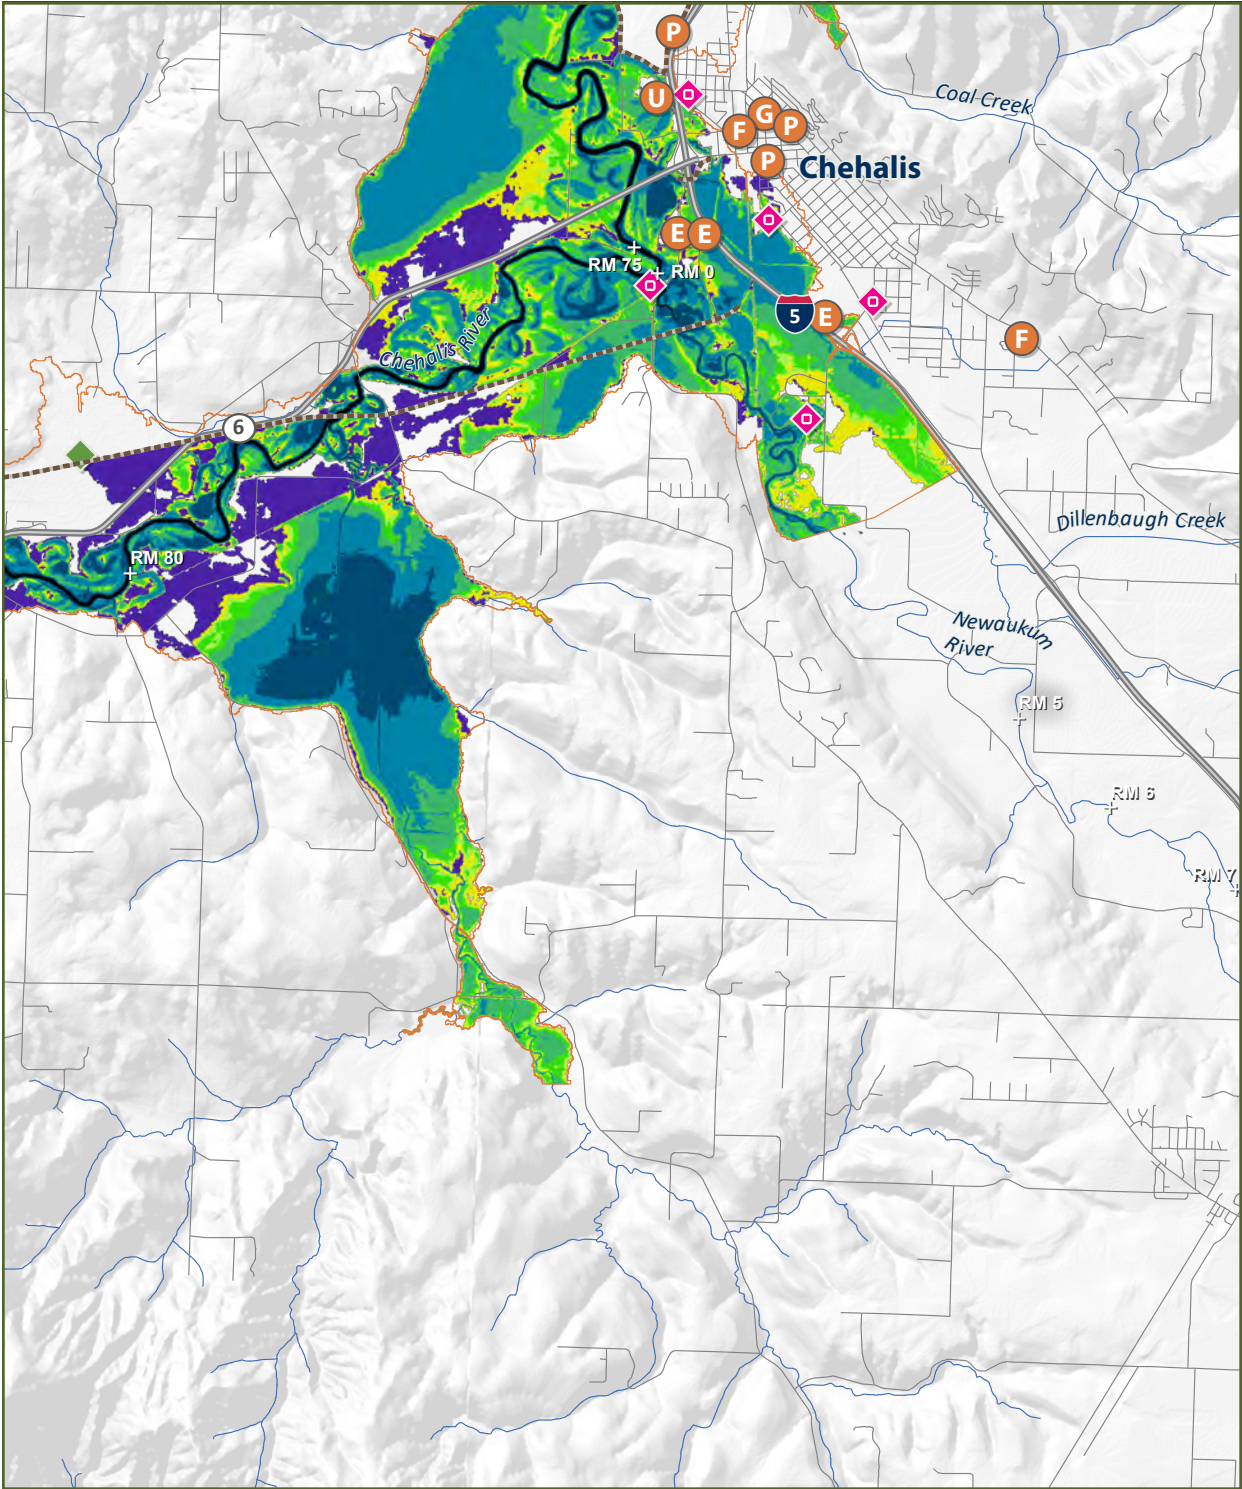 P
U
G
F
P
P
Coal Creek
Chehalis
E
E
RM 75
RM 0
5
E
F
Chehalis River
6
RM 80
Dillenbaugh Creek
Newaukum
River
RM 5
RM 6
RM 7